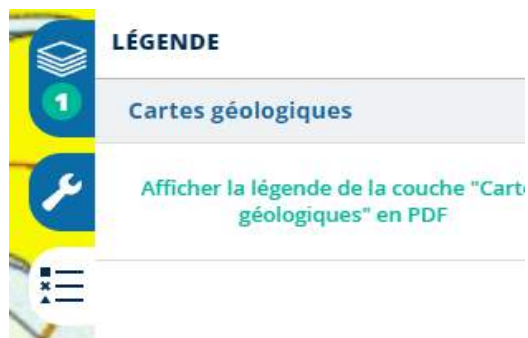 LÉGENDE
1
Cartes géologiques
Afficher la légende de la couche "Carte
géologiques" en PDF